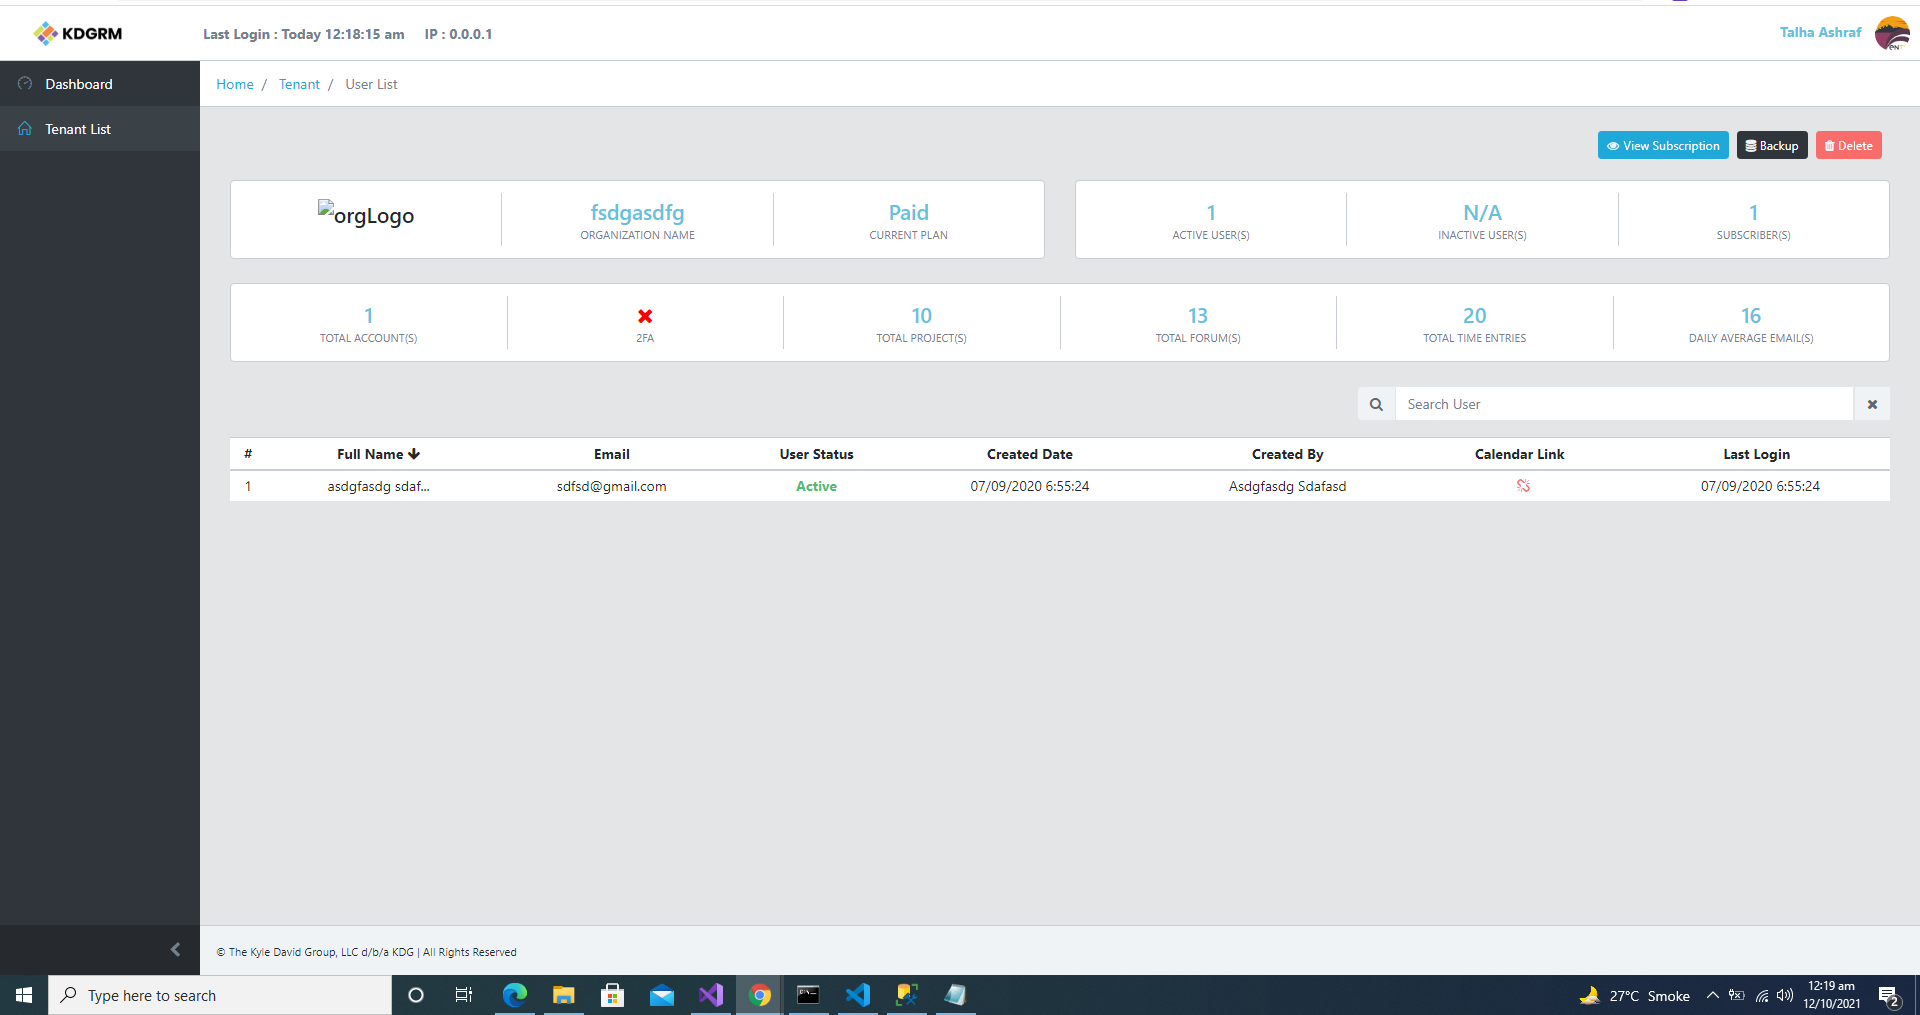 KDGRM
Last Login : Today 12:18:15 am IP : 0.0.0.1
Talha Ashraf
Dashboard
Tenant List
Home / Tenant / User List
View Subscription Backup Delete
orgLogo
fsdgasdfg
ORGANIZATION NAME
Paid
CURRENT PLAN
1
ACTIVE USER(S)
N/A
INACTIVE USER(S)
1
SUBSCRIBER(S)
1
TOTAL ACCOUNT(S)
2FA
10
TOTAL PROJECT(S)
13
TOTAL FORUM(S)
20
TOTAL TIME ENTRIES
16
DAILY AVERAGE EMAIL(S)
Search User
# Full Name Email User Status Created Date Created By Calendar Link Last Login
1 asdgfasdg sdaf... sdfsd@gmail.com Active 07/09/2020 6:55:24 Asdgfasdg Sdafasd 07/09/2020 6:55:24
© The Kyle David Group, LLC d/b/a KDG | All Rights Reserved
Type here to search
27°C Smoke
12:19 am
12/10/2021
2